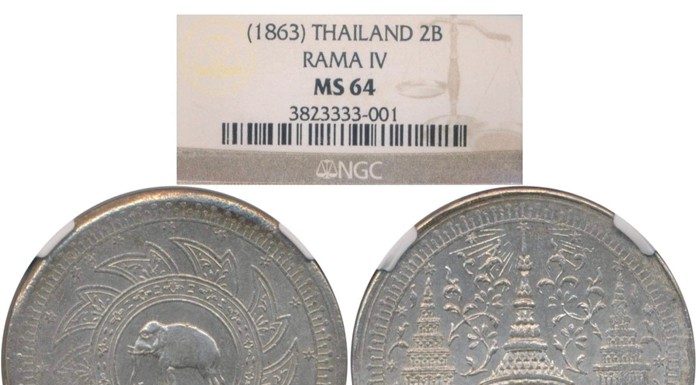 (1863) THAILAND 2B
RAMA IV
MS 64
3823333-001
NGC